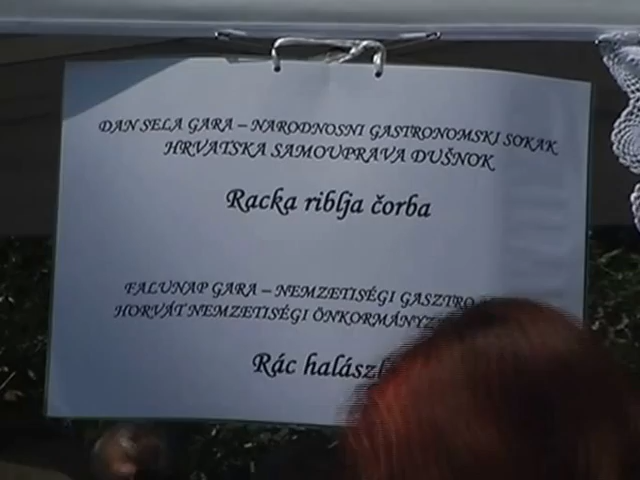 DAN SELA GARA – NARODNOSNI GASTRONOMSKI SOKAK
HRVATSKA SAMOUPRAVA DUŠNOK
Racka riblja čorba
FALUNAP GARA – NEMZETISÉGI
HORVÁT NEMZETISÉGI
Rác